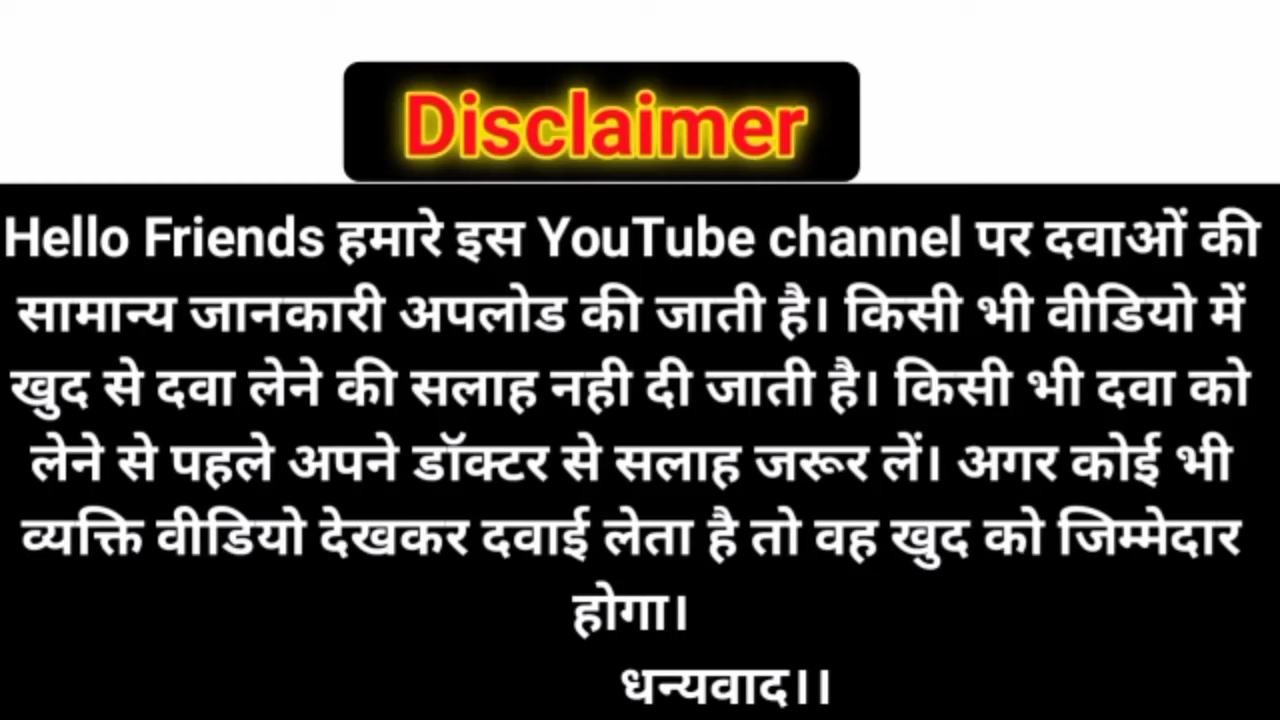 Disclaimer
Hello Friends हमारे इस YouTube channel पर दवाओं की
सामान्य जानकारी अपलोड की जाती है। किसी भी वीडियो में
खुद से दवा लेने की सलाह नही दी जाती है। किसी भी दवा को
लेने से पहले अपने डॉक्टर से सलाह जरूर लें। अगर कोई भी
व्यक्ति वीडियो देखकर दवाई लेता है तो वह खुद को जिम्मेदार
होगा।
धन्यवाद।।